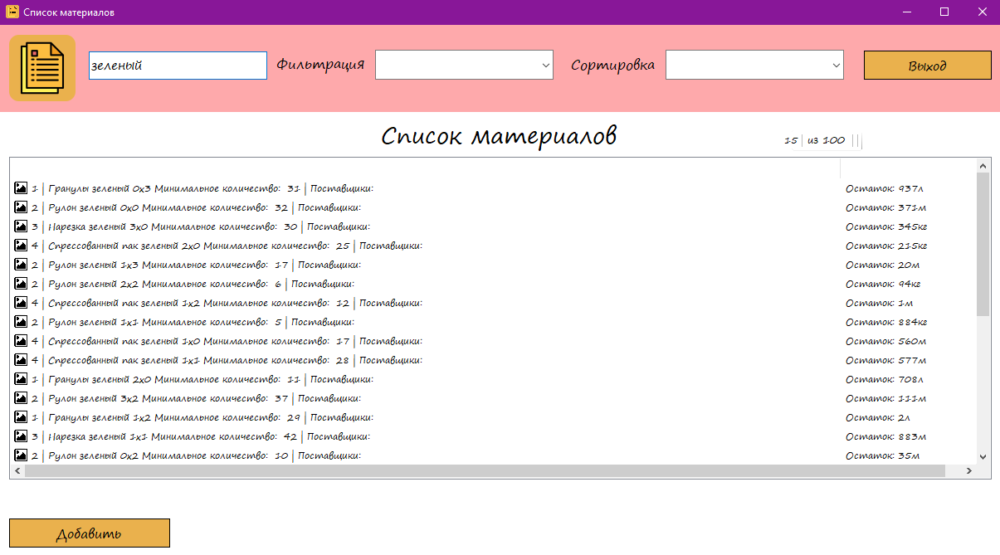 Список материалов
зеленый Фильтрация Сортировка Выход
Список материалов
15 из 100
1 Гранулы зеленый 0x3 Минимальное количество: 31 Поставщики: Остаток: 937л
2 Рулон зеленый 0x0 Минимальное количество: 32 Поставщики: Остаток: 371м
3 Нарезка зеленый 3x0 Минимальное количество: 30 Поставщики: Остаток: 345кг
4 Спрессованный пак зеленый 2x0 Минимальное количество: 25 Поставщики: Остаток: 215кг
2 Рулон зеленый 1x3 Минимальное количество: 17 Поставщики: Остаток: 20м
2 Рулон зеленый 2x2 Минимальное количество: 6 Поставщики: Остаток: 94кг
4 Спрессованный пак зеленый 1x2 Минимальное количество: 12 Поставщики: Остаток: 1м
2 Рулон зеленый 1x1 Минимальное количество: 5 Поставщики: Остаток: 884кг
4 Спрессованный пак зеленый 1x0 Минимальное количество: 17 Поставщики: Остаток: 560м
4 Спрессованный пак зеленый 1x1 Минимальное количество: 28 Поставщики: Остаток: 577м
1 Гранулы зеленый 2x0 Минимальное количество: 11 Поставщики: Остаток: 708л
2 Рулон зеленый 3x2 Минимальное количество: 37 Поставщики: Остаток: 111м
1 Гранулы зеленый 1x2 Минимальное количество: 29 Поставщики: Остаток: 2л
3 Нарезка зеленый 1x1 Минимальное количество: 42 Поставщики: Остаток: 883м
2 Рулон зеленый 0x2 Минимальное количество: 10 Поставщики: Остаток: 35м
Добавить